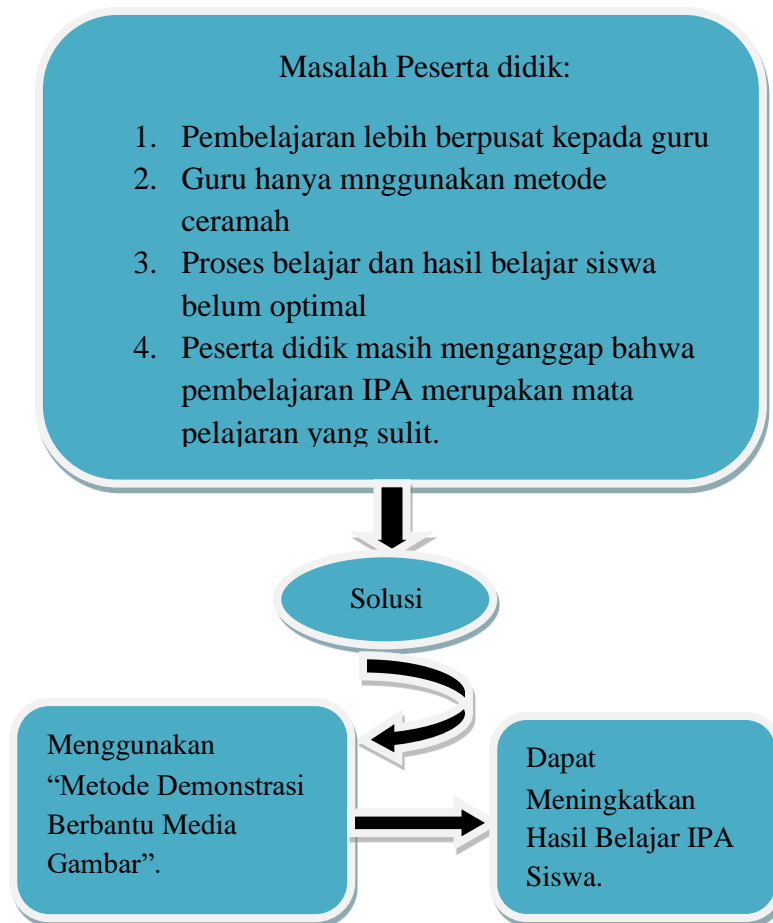 Masalah Peserta didik:
1. Pembelajaran lebih berpusat kepada guru
2. Guru hanya mnggunakan metode
ceramah
3. Proses belajar dan hasil belajar siswa
belum optimal
4. Peserta didik masih menganggap bahwa
pembelajaran IPA merupakan mata
pelajaran yang sulit.
Solusi
Menggunakan
“Metode Demonstrasi
Berbantu Media
Gambar”.
Dapat
Meningkatkan
Hasil Belajar IPA
Siswa.